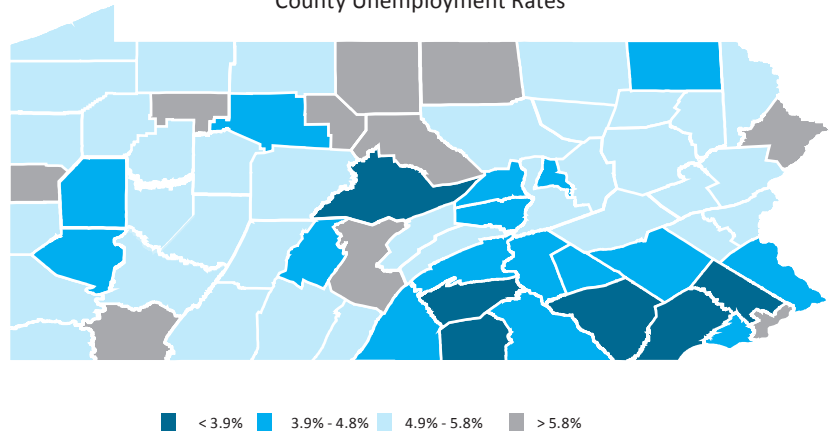 County Unemployment Rates
< 3.9% 3.9% - 4.8% 4.9% - 5.8% > 5.8%